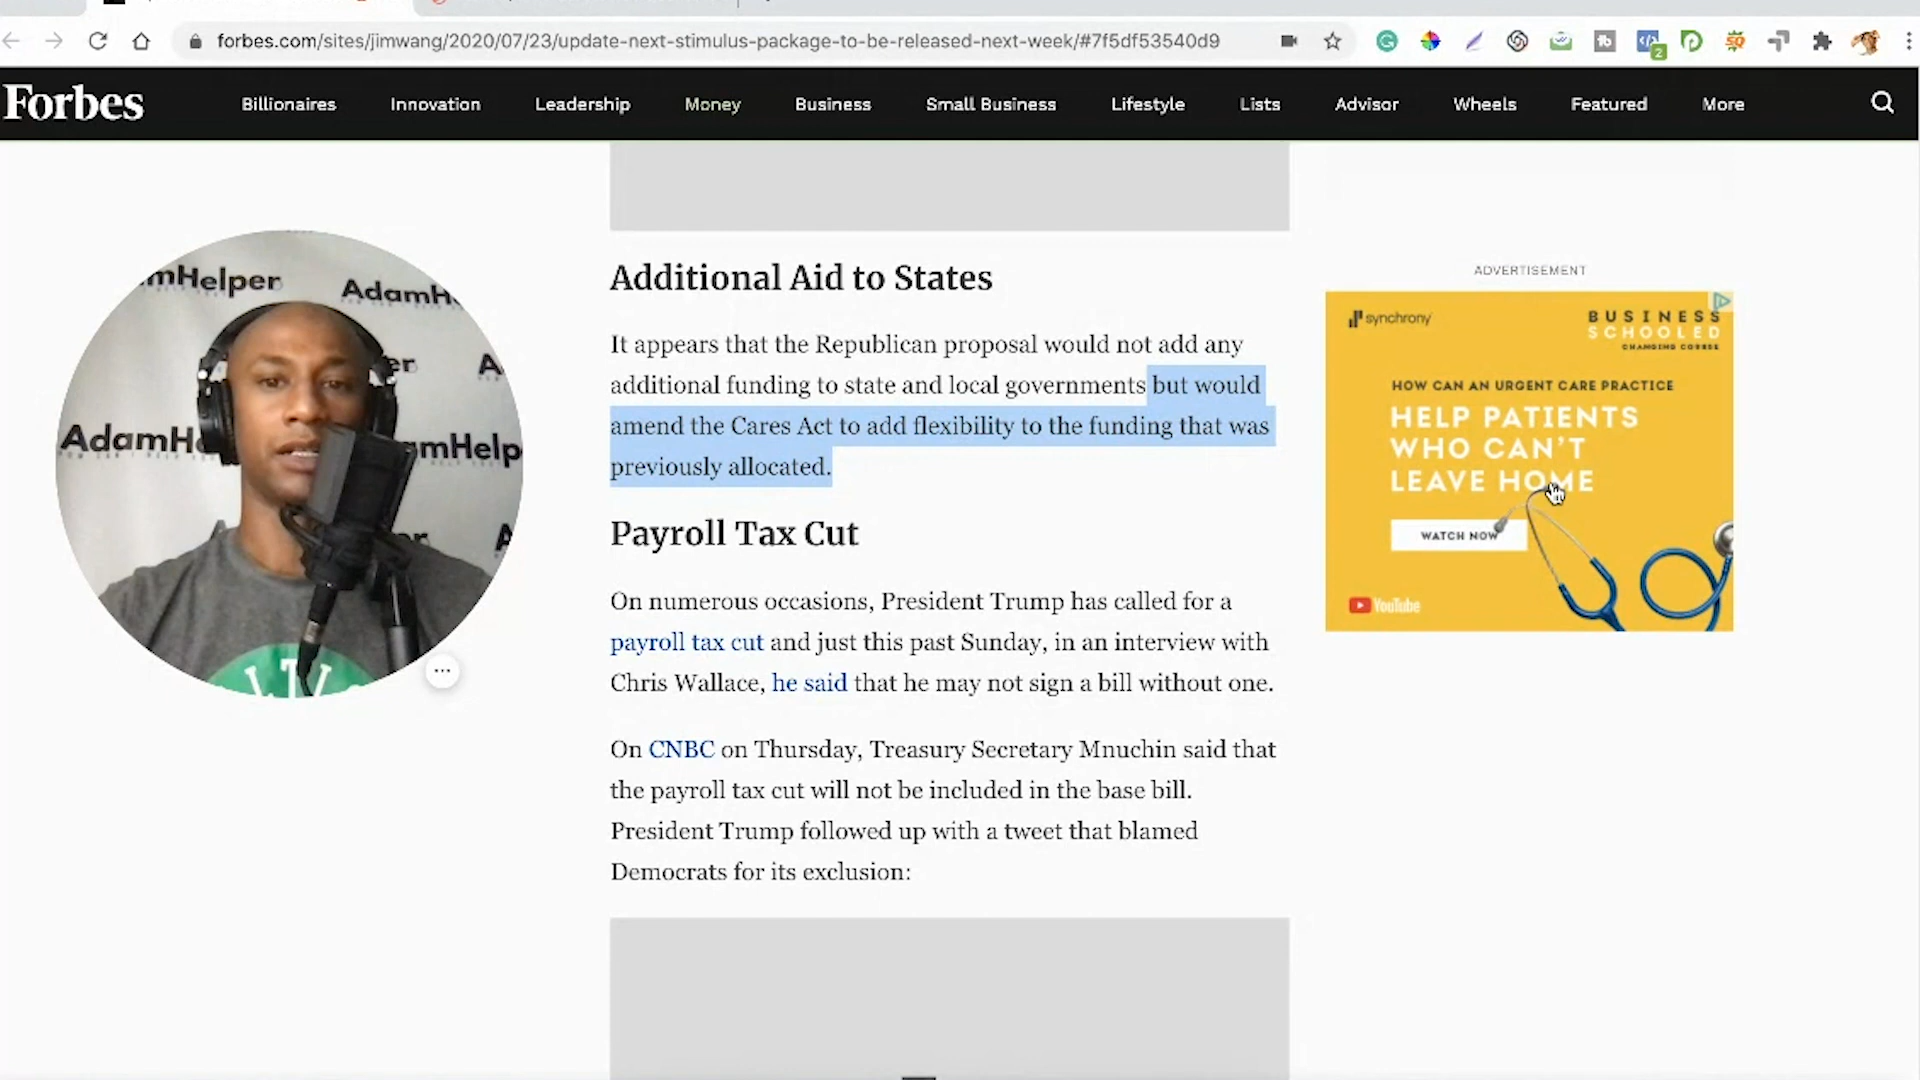 forbes.com/sites/jimwang/2020/07/23/update-next-stimulus-package-to-be-released-next-week/#7f5df53540d9
2
Forbes
Billionaires Innovation Leadership Money Business Small Business Lifestyle Lists Advisor Wheels Featured More
mHelper
AdamH
er
A
AdamH
mHelp
er
A
Additional Aid to States
It appears that the Republican proposal would not add any
additional funding to state and local governments but would
amend the Cares Act to add flexibility to the funding that was
previously allocated.
Payroll Tax Cut
On numerous occasions, President Trump has called for a
payroll tax cut and just this past Sunday, in an interview with
Chris Wallace, he said that he may not sign a bill without one.
On CNBC on Thursday, Treasury Secretary Mnuchin said that
the payroll tax cut will not be included in the base bill.
President Trump followed up with a tweet that blamed
Democrats for its exclusion:
ADVERTISEMENT
synchrony
BUSINESS
SCHOOLED
CHANGING COURSE
HOW CAN AN URGENT CARE PRACTICE
HELP PATIENTS
WHO CAN'T
LEAVE HOME
WATCH NOW
YouTube